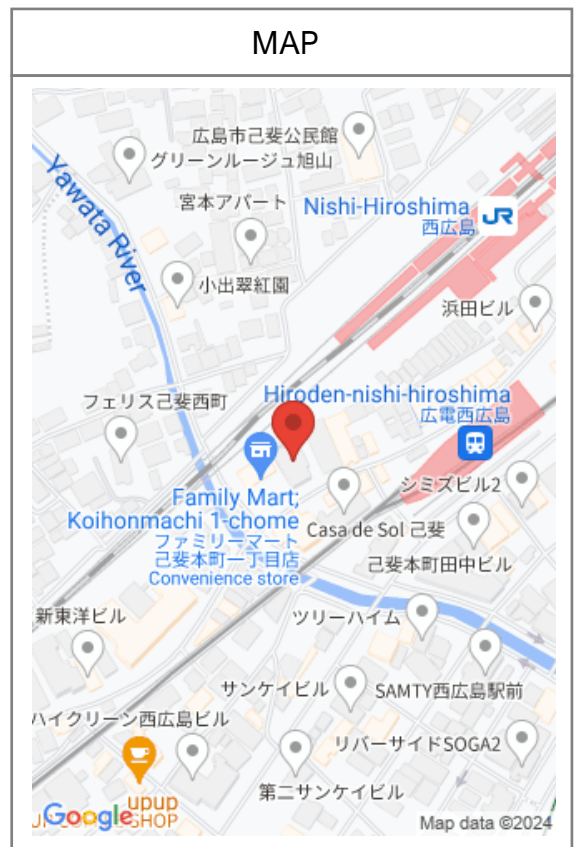 MAP
広島市己斐公民館
グリーンルージュ旭山
Yawata River
宮本アパート
Nishi-Hiroshima
西広島
JR
小出翠紅園
浜田ビル
フェリス己斐西町
Hiroden-nishi-hiroshima
広電西広島
シミズビル2
Family Mart;
Koihonmachi 1-chome
ファミリーマート
己斐本町一丁目店
Convenience store
Casa de Sol 己斐
己斐本町田中ビル
新東洋ビル
ツリーハイム
サンケイビル
SAMTY西広島駅前
ハイクリーン西広島ビル
リバーサイドSOGA2
第二サンケイビル
upup
SHOP
Google
Map data ©2024